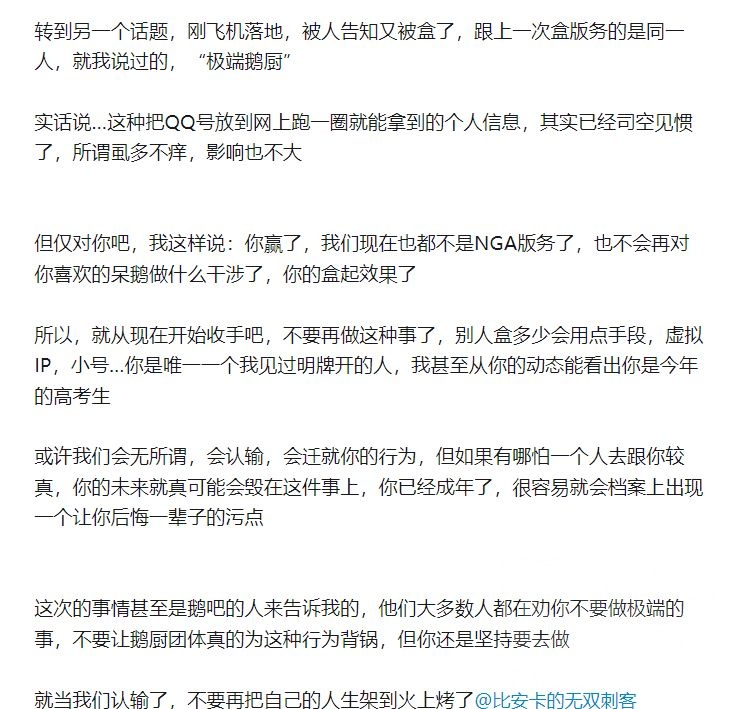 转到另一个话题，刚飞机落地，被人告知又被盒了，跟上一次盒版务的是同一
人，就我说过的，“极端鹅厨”
实话说...这种把QQ号放到网上跑一圈就能拿到的个人信息，其实已经司空见惯
了，所谓虱多不痒，影响也不大
但仅对你吧，我这样说：你赢了，我们现在也都不是NGA版务了，也不会再对
你喜欢的呆鹅做什么干涉了，你的盒起效果了
所以，就从现在开始收手吧，不要再做这种事了，别人盒多少会用点手段，虚拟
IP，小号...你是唯一一个我见过明牌开的人，我甚至从你的动态能看出你是今年
的高考生
或许我们会无所谓，会认输，会迁就你的行为，但如果有哪怕一个人去跟你较
真，你的未来就真可能会毁在这件事上，你已经成年了，很容易就会档案上出现
一个让你后悔一辈子的污点
这次的事情甚至是鹅吧的人来告诉我的，他们大多数人都在劝你不要做极端的
事，不要让鹅厨团体真的为这种行为背锅，但你还是坚持要去做
就当我们认输了，不要再把自己的人生架到火上烤了@比安卡的无双刺客